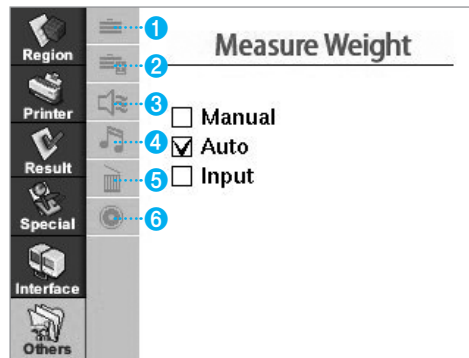 Region
Printer
Result
Special
Interface
Others
1
2
3
4
5
6
Measure Weight
Manual
Auto
Input